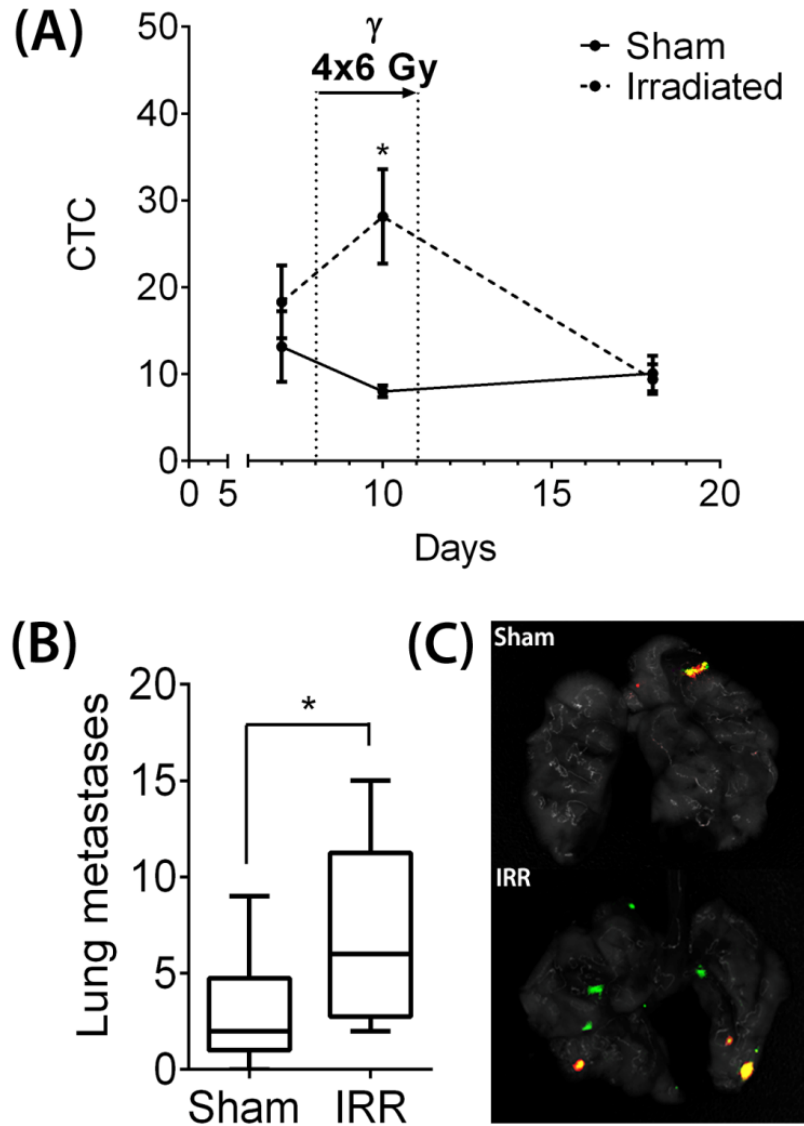 (A)
γ
4x6 Gy
Sham
Irradiated
*
CTC
50
40
30
20
10
0
0 5 10 15 20
Days
(B)
Lung metastases
20
15
10
5
0
*
Sham IRR
(C)
Sham
IRR